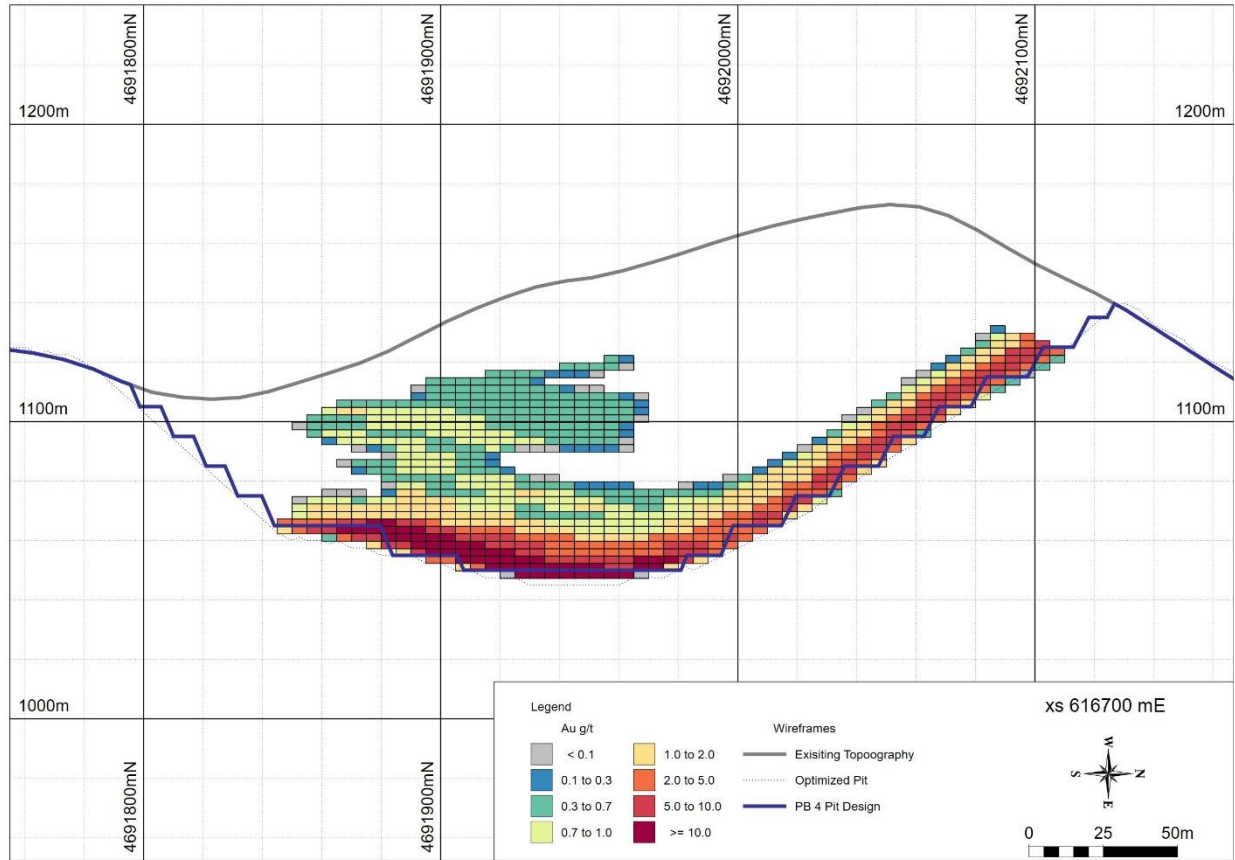 4691800mN
4691900mN
4692000mN
4692100mN
1200m
1200m
1100m
1100m
1000m
4691800mN
4691900mN
Legend
Au g/t
Wireframes
< 0.1
1.0 to 2.0
Exisiting Topoography
0.1 to 0.3
2.0 to 5.0
Optimized Pit
0.3 to 0.7
5.0 to 10.0
PB 4 Pit Design
0.7 to 1.0
>= 10.0
xs 616700 mE
W
S
N
E
0 25 50m